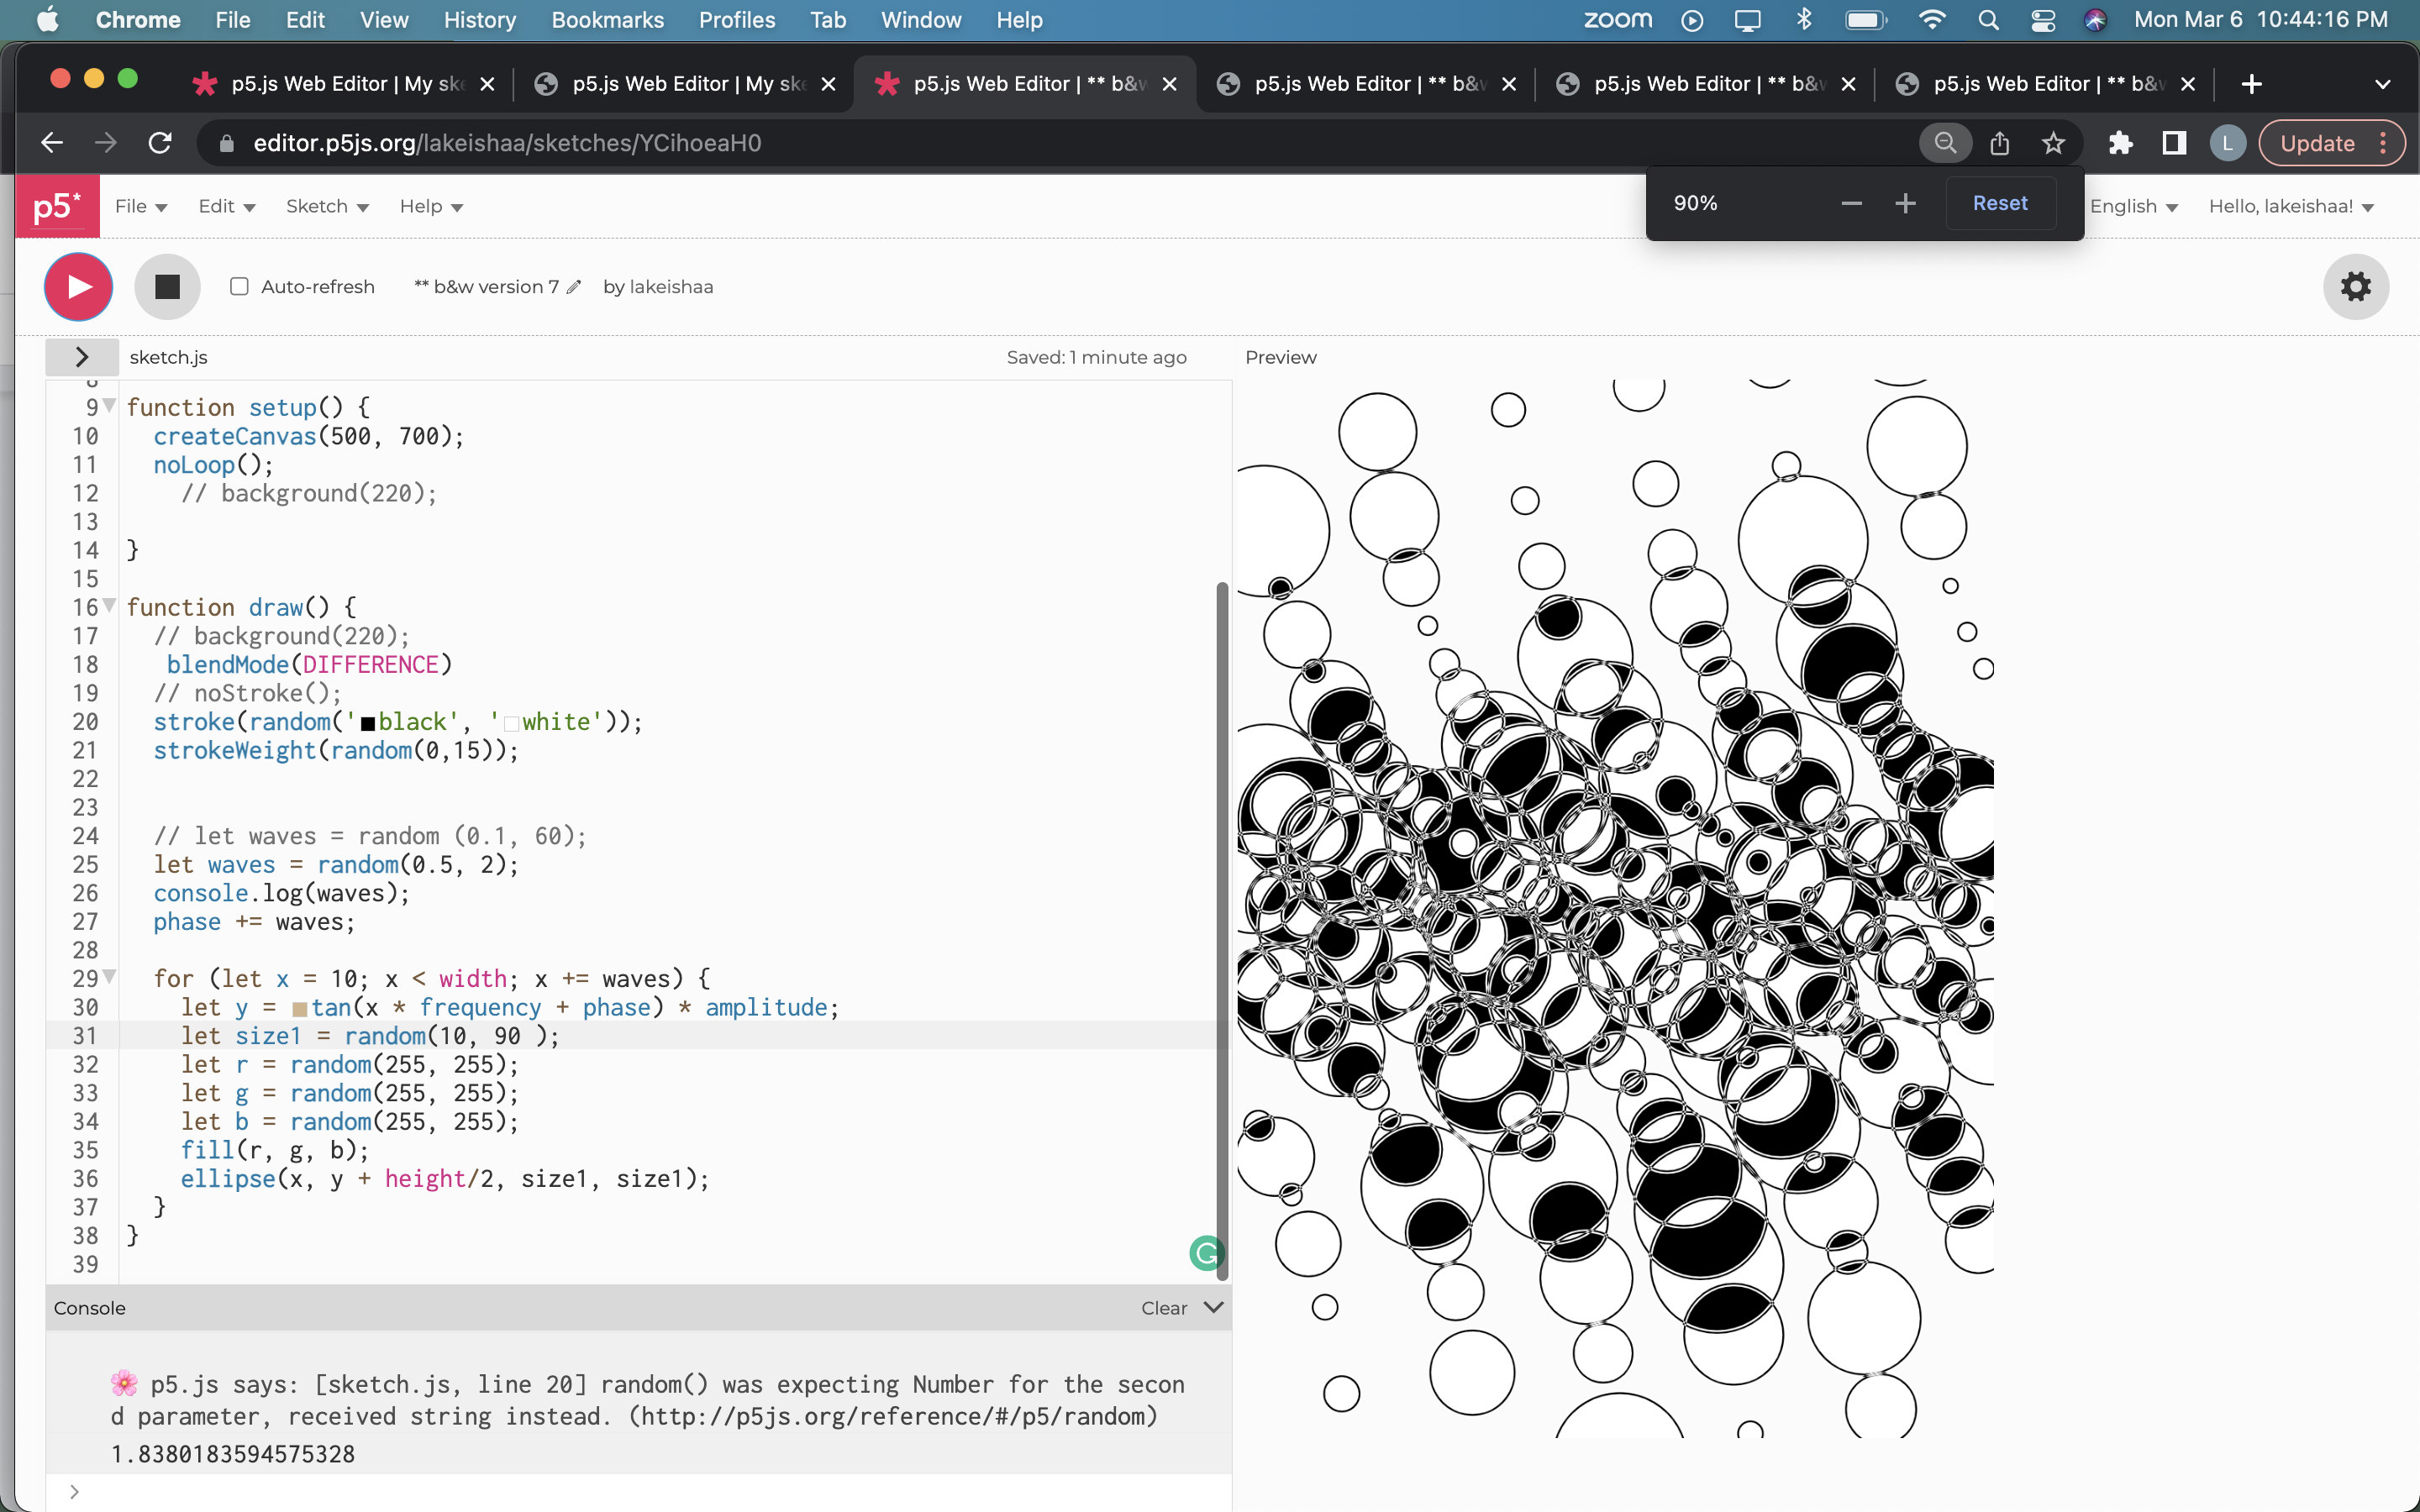 Chrome File Edit View History Bookmarks Profiles Tab Window Help zoom Mon Mar 6 10:44:16 PM
p5.js Web Editor | My ske p5.js Web Editor | My ske p5.js Web Editor | ** b&w p5.js Web Editor | ** b&w p5.js Web Editor | ** b&w p5.js Web Editor | ** b&w
editor.p5js.org/lakeishaa/sketches/YCihoeaH0 L Update
p5* File Edit Sketch Help 90% − + Reset English Hello, lakeishaa!
Auto-refresh ** b&w version 7 by lakeishaa
> sketch.js Saved: 1 minute ago Preview
8
9 function setup() {
10 createCanvas(500, 700);
11 noLoop();
12 // background(220);
13
14 }
15
16 function draw() {
17 // background(220);
18 blendMode(DIFFERENCE)
19 // noStroke();
20 stroke(random('black', 'white'));
21 strokeWeight(random(0,15));
22
23
24 // let waves = random (0.1, 60);
25 let waves = random(0.5, 2);
26 console.log(waves);
27 phase += waves;
28
29 for (let x = 10; x < width; x += waves) {
30 let y = tan(x * frequency + phase) * amplitude;
31 let size1 = random(10, 90 );
32 let r = random(255, 255);
33 let g = random(255, 255);
34 let b = random(255, 255);
35 fill(r, g, b);
36 ellipse(x, y + height/2, size1, size1);
37 }
38 }
39
Console Clear
🌸 p5.js says: [sketch.js, line 20] random() was expecting Number for the secon
d parameter, received string instead. (http://p5js.org/reference/#/p5/random)
1.8380183594575328
>